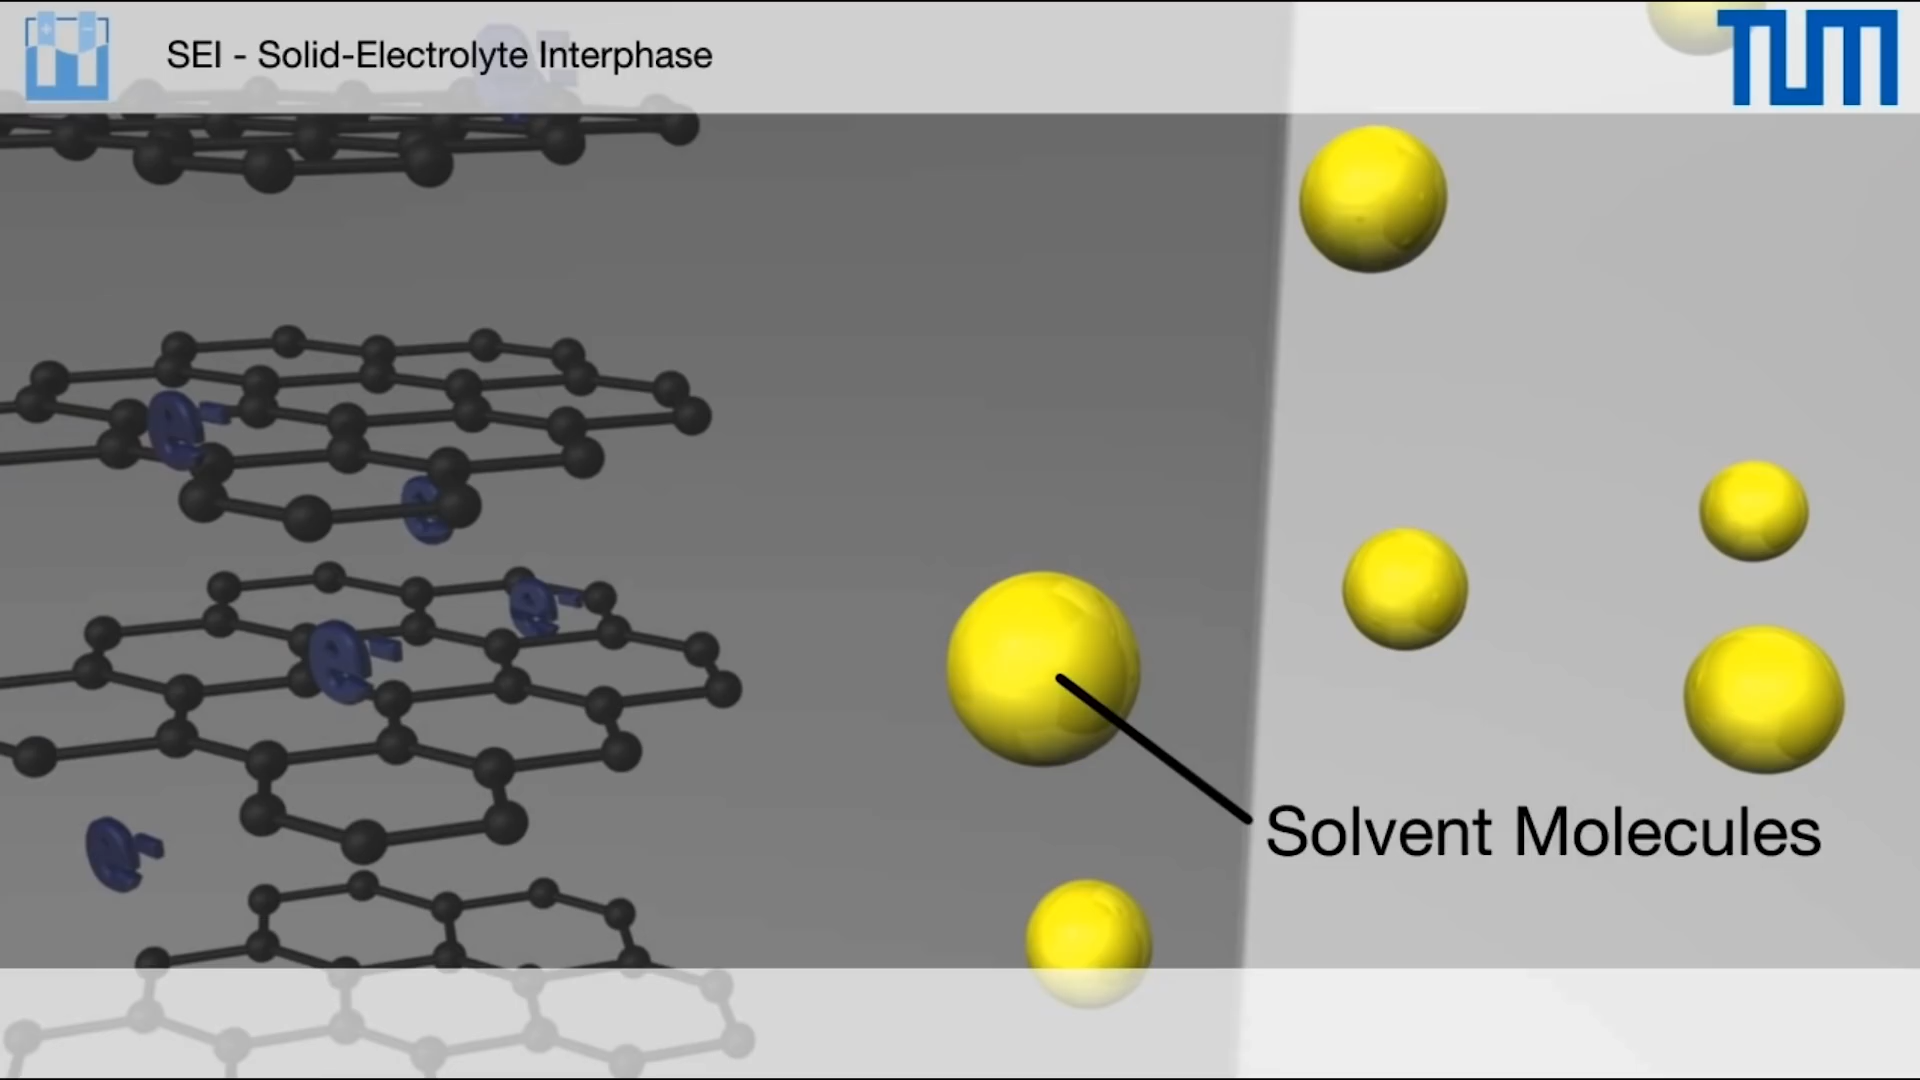 SEI - Solid-Electrolyte Interphase
TUM
e-
e
e-
e-
e-
Solvent Molecules